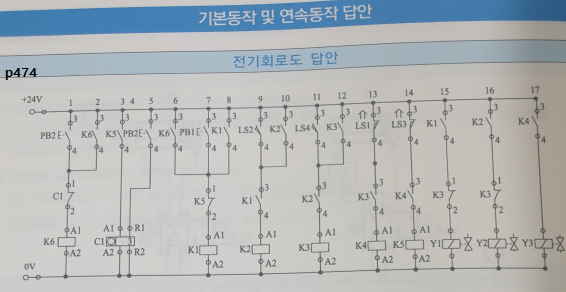 기본동작 및 연속동작 답안
전기회로도 답안
p474
+24V 1 2 3 4 5 6 7 8 9 10 11 12 13 14 15 16 17
3 3 3 3 3 3 3 3 3 3 3 3 3 3 3 3
PB2 K6 K5 PB2 K6 PB1 K1 LS2 K2 LS4 K3 LS1 LS3 K1 K2 K4
4 4 4 4 4 4 4 4 4 4 4 4 4 4 4 4
1 1 3 3 3 3 1 1
C1 K5 K1 K2 K3 K4 K3 K3
2 2 4 4 4 4 2 2
A1 A1 R1 A1 A1 A1 A1 A1 A1 A1 A1
K6 C1 3 K1 K2 K3 K4 K5 Y1 Y2 Y3
A2 A2 R2 A2 A2 A2 A2 A2 A2 A2 A2
0V